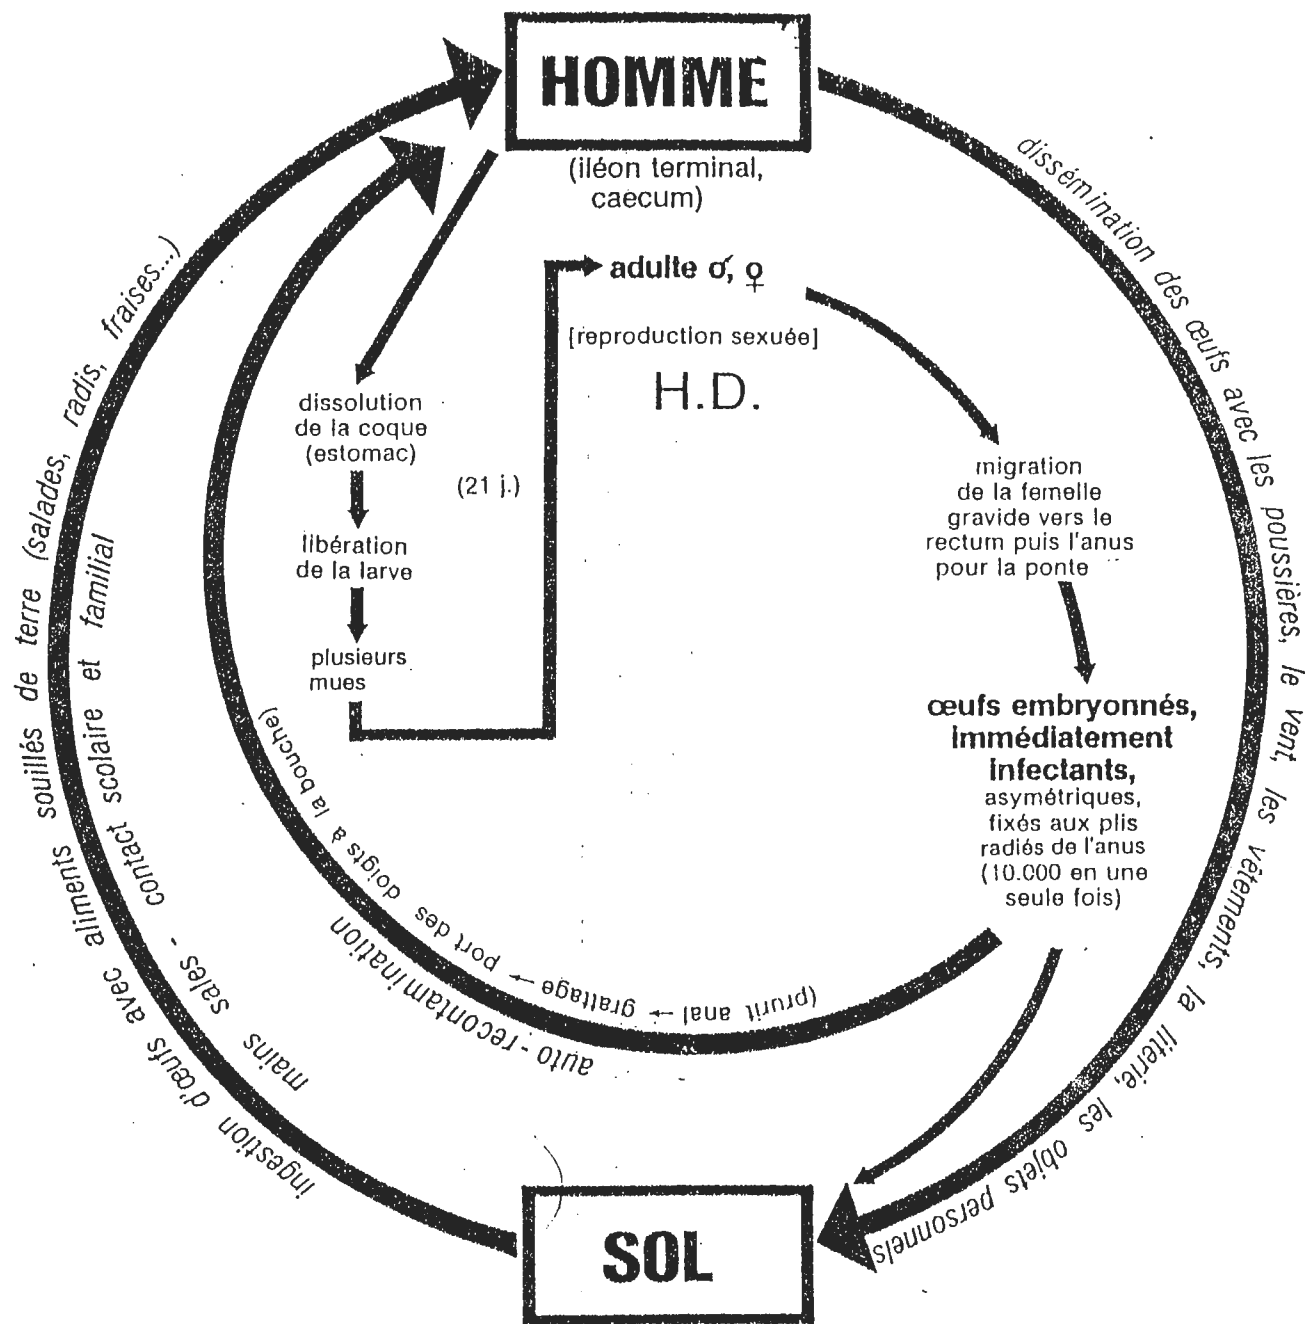 HOMME
(iléon terminal,
caecum)
adulte ♂, ♀
[reproduction sexuée]
H.D.
dissolution
de la coque
(estomac)
(21 j.)
libération
de la larve
plusieurs
mues
migration
de la femelle
gravide vers le
rectum puis l'anus
pour la ponte
œufs embryonnés,
immédiatement
infectants,
asymétriques,
fixés aux plis
radiés de l'anus
(10.000 en une
seule fois)
dissémination des œufs avec les poussières, le vent, les vêtements, la literie, les objets personnels
(prurit anal → grattage → port des doigts à la bouche)
auto-recontamination
mains sales - contact scolaire et familial
ingestion d'œufs avec aliments souillés de terre (salades, radis, fraises...)
SOL